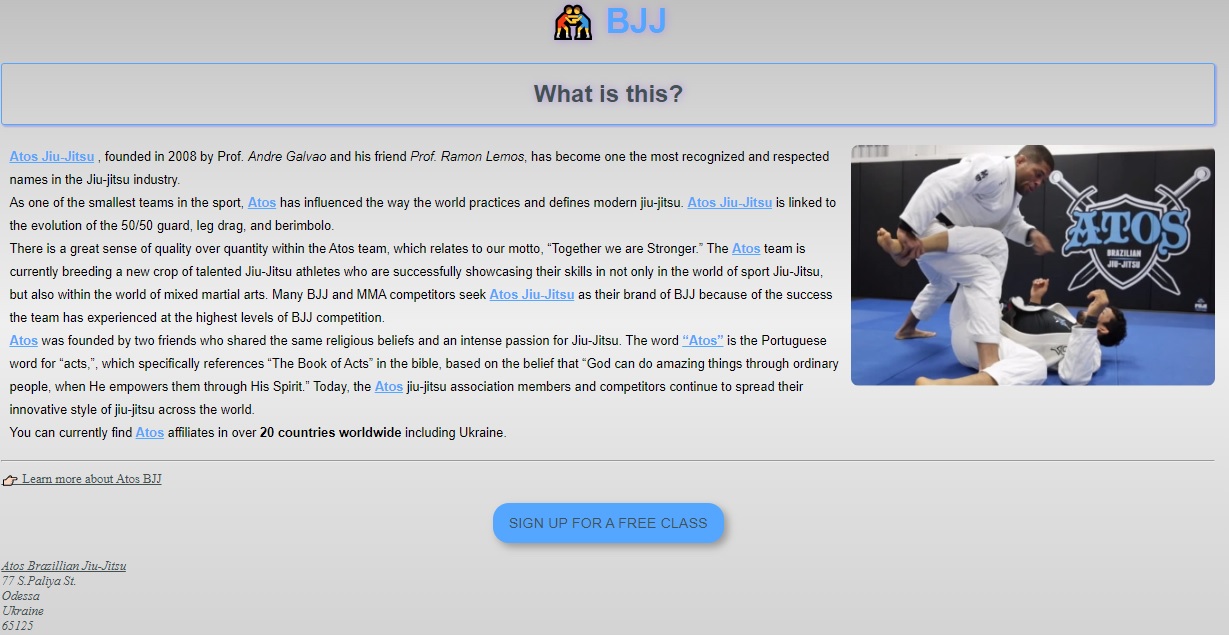 BJJ
What is this?
Atos Jiu-Jitsu , founded in 2008 by Prof. Andre Galvao and his friend Prof. Ramon Lemos, has become one the most recognized and respected
names in the Jiu-jitsu industry.
As one of the smallest teams in the sport, Atos has influenced the way the world practices and defines modern jiu-jitsu. Atos Jiu-Jitsu is linked to
the evolution of the 50/50 guard, leg drag, and berimbolo.
There is a great sense of quality over quantity within the Atos team, which relates to our motto, “Together we are Stronger.” The Atos team is
currently breeding a new crop of talented Jiu-Jitsu athletes who are successfully showcasing their skills in not only in the world of sport Jiu-Jitsu,
but also within the world of mixed martial arts. Many BJJ and MMA competitors seek Atos Jiu-Jitsu as their brand of BJJ because of the success
the team has experienced at the highest levels of BJJ competition.
Atos was founded by two friends who shared the same religious beliefs and an intense passion for Jiu-Jitsu. The word “Atos” is the Portuguese
word for “acts,”, which specifically references “The Book of Acts” in the bible, based on the belief that “God can do amazing things through ordinary
people, when He empowers them through His Spirit.” Today, the Atos jiu-jitsu association members and competitors continue to spread their
innovative style of jiu-jitsu across the world.
You can currently find Atos affiliates in over 20 countries worldwide including Ukraine.
ATOS
BRAZILIAN
JIU-JITSU
Learn more about Atos BJJ
SIGN UP FOR A FREE CLASS
Atos Brazillian Jiu-Jitsu
77 S.Paliya St.
Odessa
Ukraine
65125